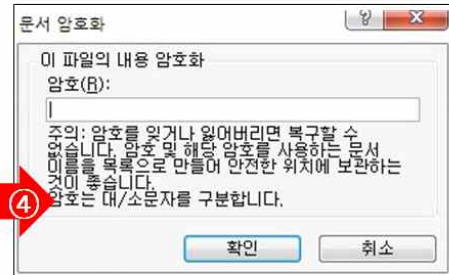 문서 암호화
이 파일의 내용 암호화
암호(R):
주의: 암호를 잊거나 잃어버리면 복구할 수
없습니다. 암호 및 해당 암호를 사용하는 문서
이름을 목록으로 만들어 안전한 위치에 보관하는
것이 좋습니다.
④
암호는 대/소문자를 구분합니다.
확인
취소